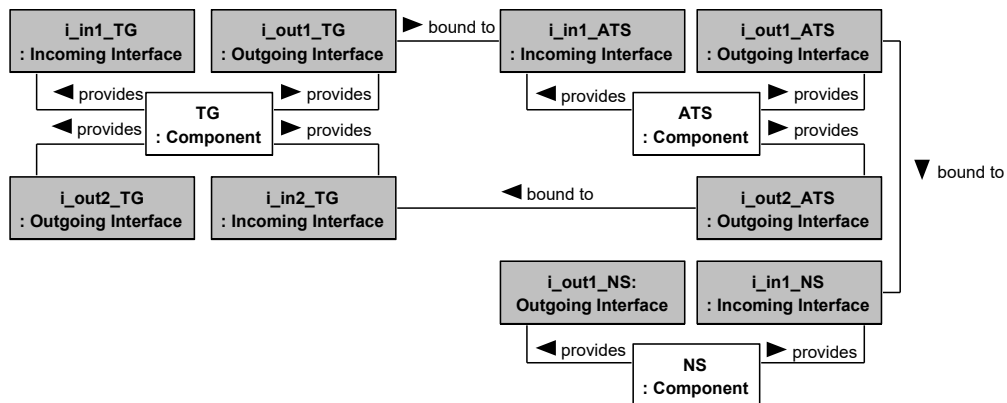 i_in1_TG
: Incoming Interface
i_out1_TG
: Outgoing Interface
bound to
i_in1_ATS
: Incoming Interface
i_out1_ATS
: Outgoing Interface
provides
provides
provides
provides
TG
: Component
ATS
: Component
provides
provides
provides
bound to
i_out2_TG
: Outgoing Interface
i_in2_TG
: Incoming Interface
bound to
i_out2_ATS
: Outgoing Interface
i_out1_NS:
Outgoing Interface
i_in1_NS
: Incoming Interface
provides
provides
NS
: Component